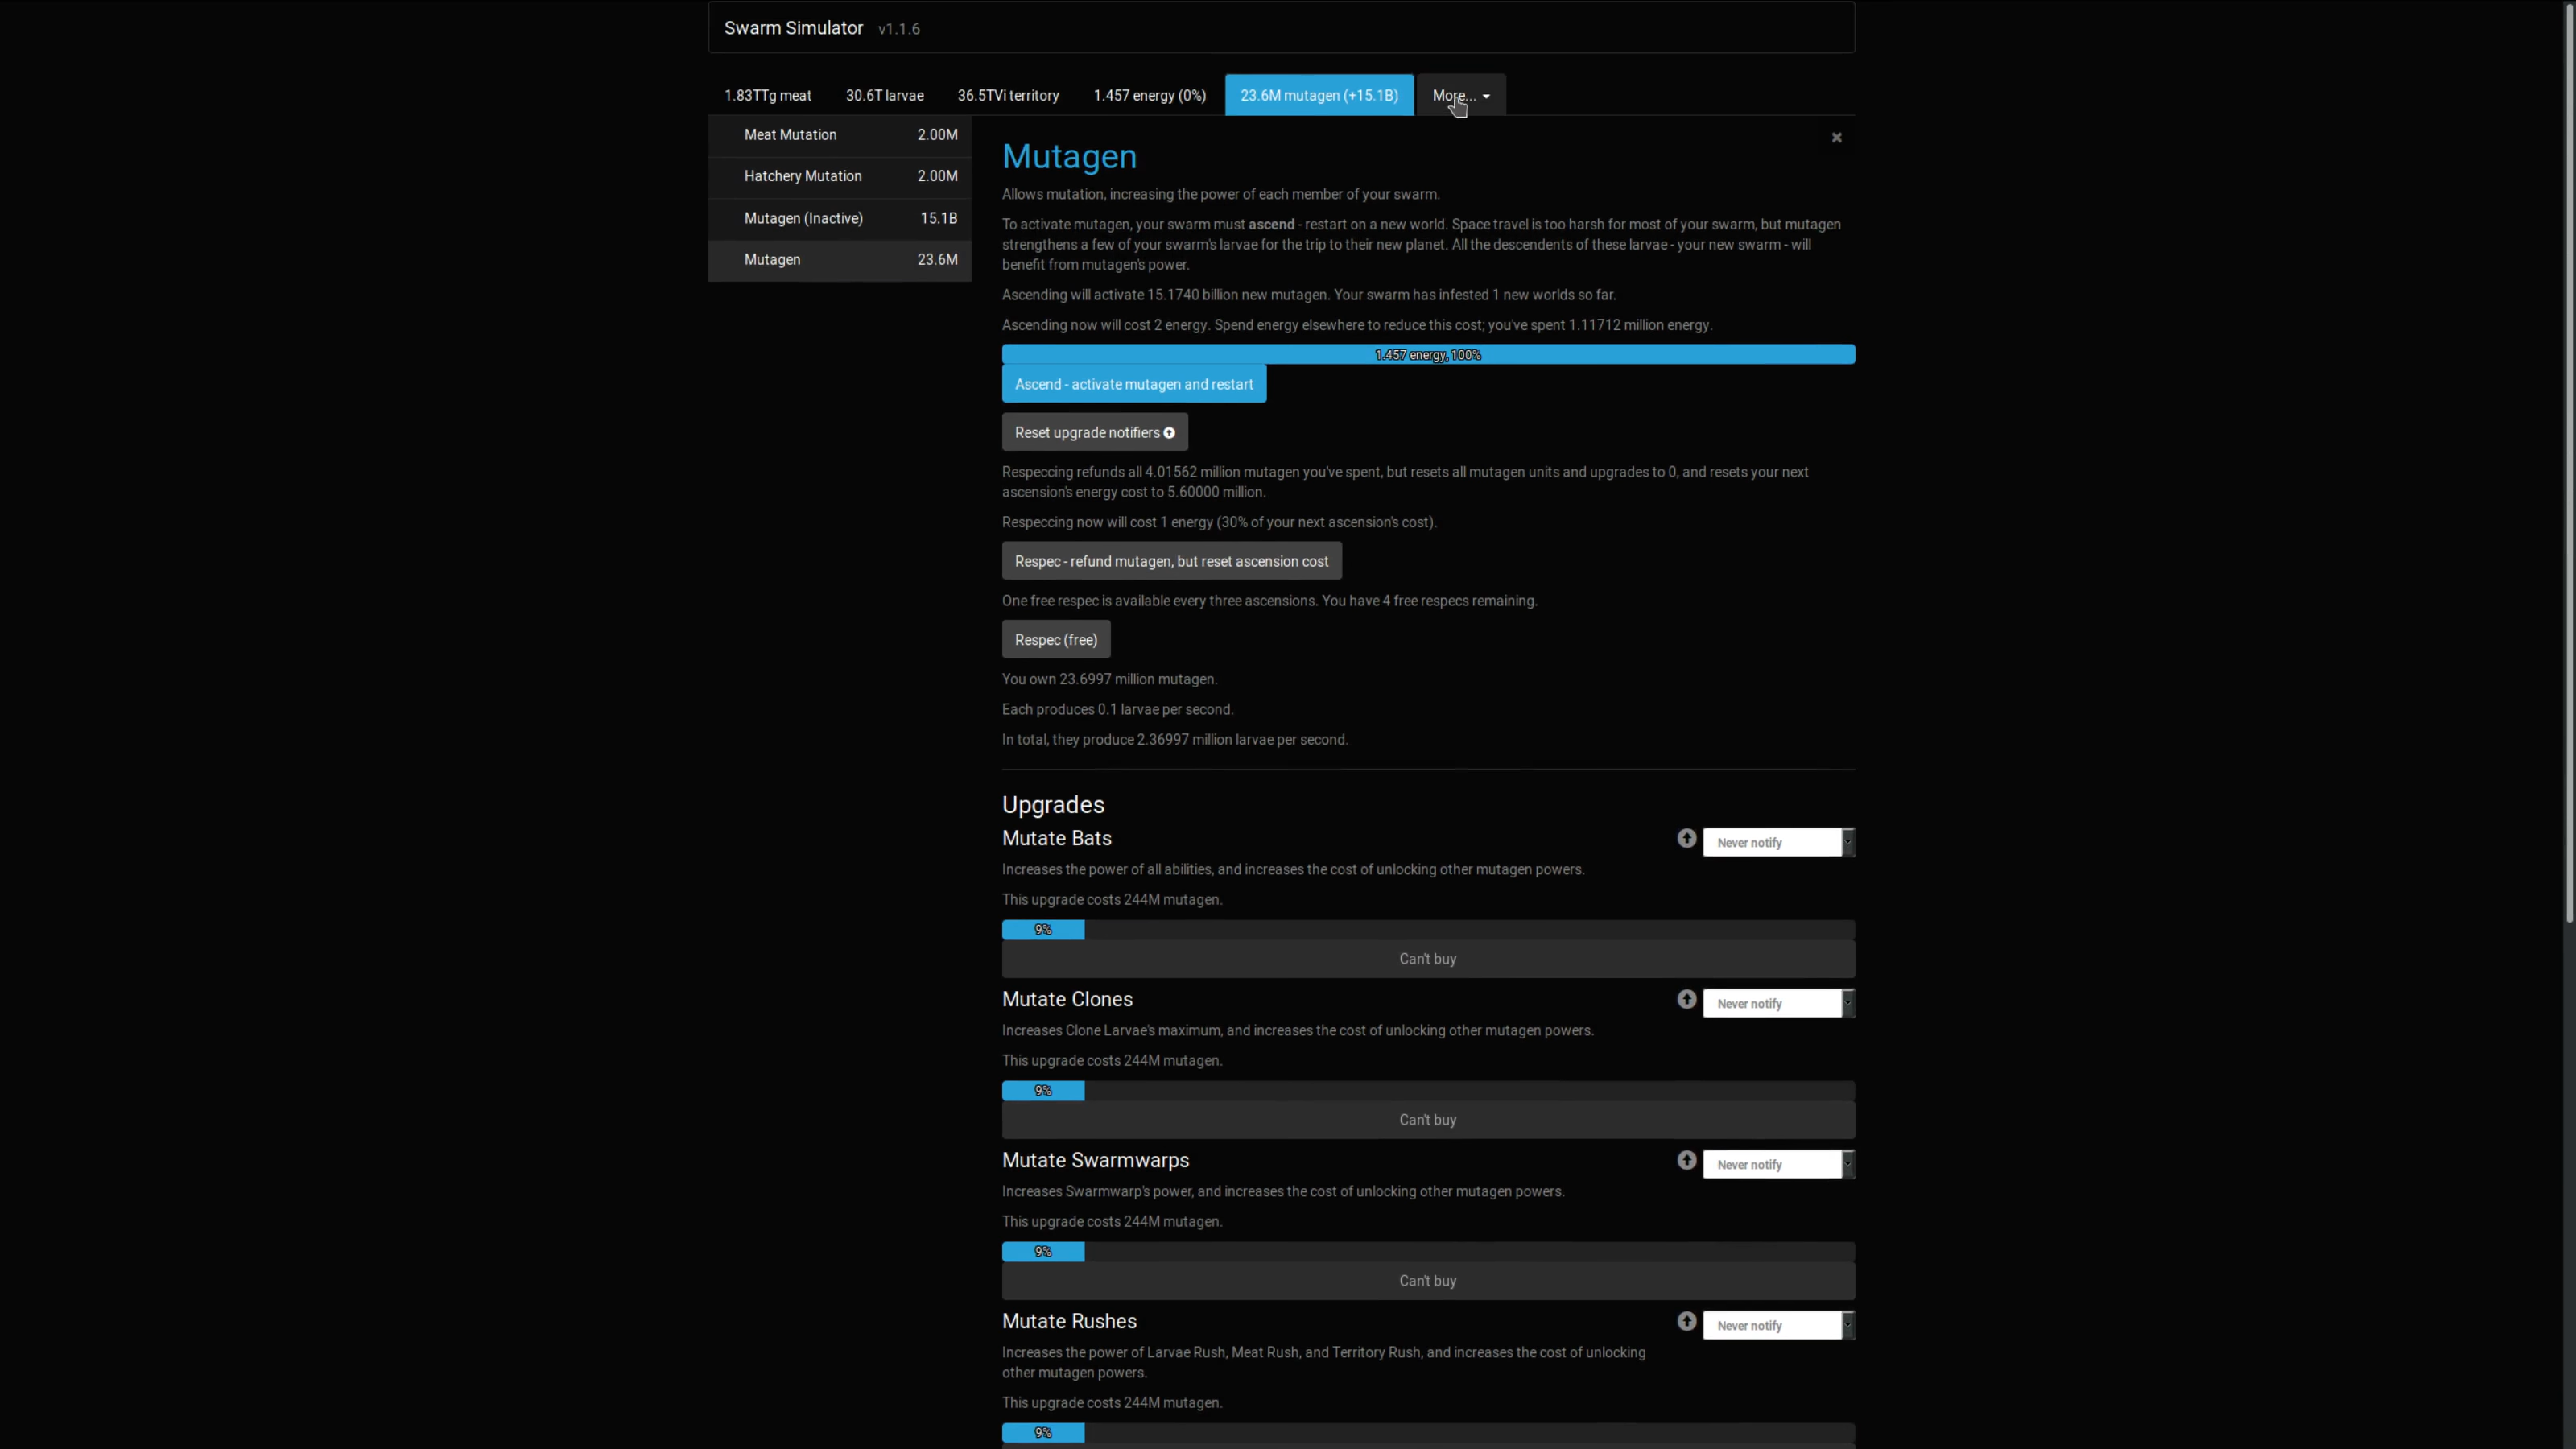 Swarm Simulator v1.1.6
1.83TTg meat 30.6T larvae 36.5TVi territory 1.457 energy (0%) 23.6M mutagen (+15.1B) More...
Meat Mutation 2.00M
Hatchery Mutation 2.00M
Mutagen (Inactive) 15.1B
Mutagen 23.6M
Mutagen
Allows mutation, increasing the power of each member of your swarm.
To activate mutagen, your swarm must ascend - restart on a new world. Space travel is too harsh for most of your swarm, but mutagen
strengthens a few of your swarm's larvae for the trip to their new planet. All the descendents of these larvae - your new swarm - will
benefit from mutagen's power.
Ascending will activate 15.1740 billion new mutagen. Your swarm has infested 1 new worlds so far.
Ascending now will cost 2 energy. Spend energy elsewhere to reduce this cost; you've spent 1.11712 million energy.
1.457 energy, 100%
Ascend - activate mutagen and restart
Reset upgrade notifiers
Respeccing refunds all 4.01562 million mutagen you've spent, but resets all mutagen units and upgrades to 0, and resets your next
ascension's energy cost to 5.60000 million.
Respeccing now will cost 1 energy (30% of your next ascension's cost).
Respec - refund mutagen, but reset ascension cost
One free respec is available every three ascensions. You have 4 free respecs remaining.
Respec (free)
You own 23.6997 million mutagen.
Each produces 0.1 larvae per second.
In total, they produce 2.36997 million larvae per second.
Upgrades
Mutate Bats
Never notify
Increases the power of all abilities, and increases the cost of unlocking other mutagen powers.
This upgrade costs 244M mutagen.
9%
Can't buy
Mutate Clones
Never notify
Increases Clone Larvae's maximum, and increases the cost of unlocking other mutagen powers.
This upgrade costs 244M mutagen.
9%
Can't buy
Mutate Swarmwarps
Never notify
Increases Swarmwarp's power, and increases the cost of unlocking other mutagen powers.
This upgrade costs 244M mutagen.
9%
Can't buy
Mutate Rushes
Never notify
Increases the power of Larvae Rush, Meat Rush, and Territory Rush, and increases the cost of unlocking
other mutagen powers.
This upgrade costs 244M mutagen.
9%